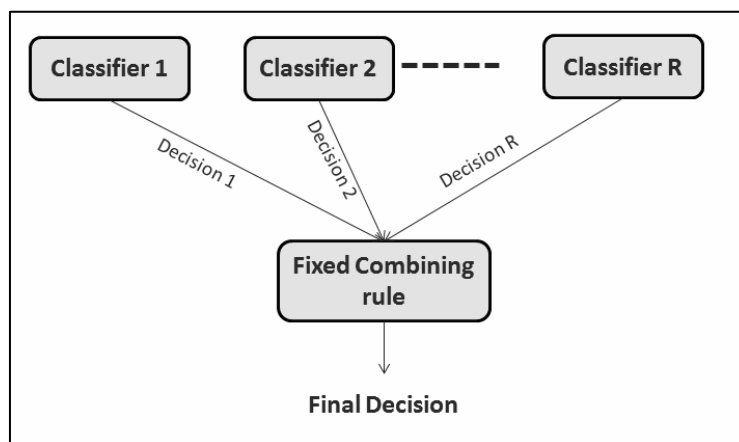 Classifier 1
Classifier 2
Classifier R
Decision 1
Decision 2
Decision R
Fixed Combining
rule
Final Decision